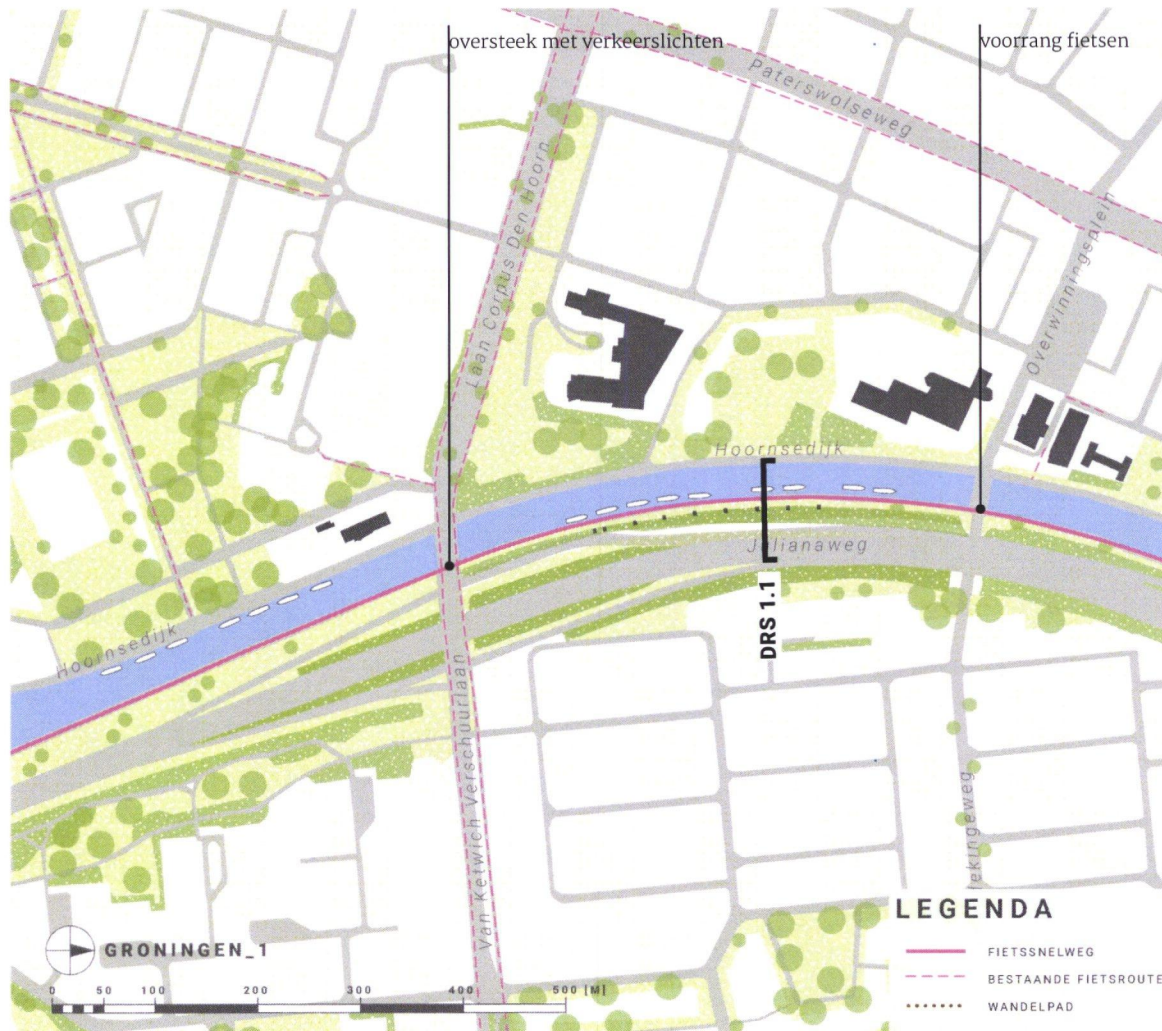 oversteek met verkeerslichten
voorrang fietsen
Paterswolseweg
Laan Corpus Den Hoorn
Overwinningsplein
Hoornsedijk
Julianaweg
DRS 1.1
Hoornsedijk
Van Ketwich Verschuurlaan
iekingeweg
GRONINGEN_1
0 50 100 200 300 400 500 [M]
LEGENDA
FIETSSNELWEG
BESTAANDE FIETSROUTE
WANDELPAD